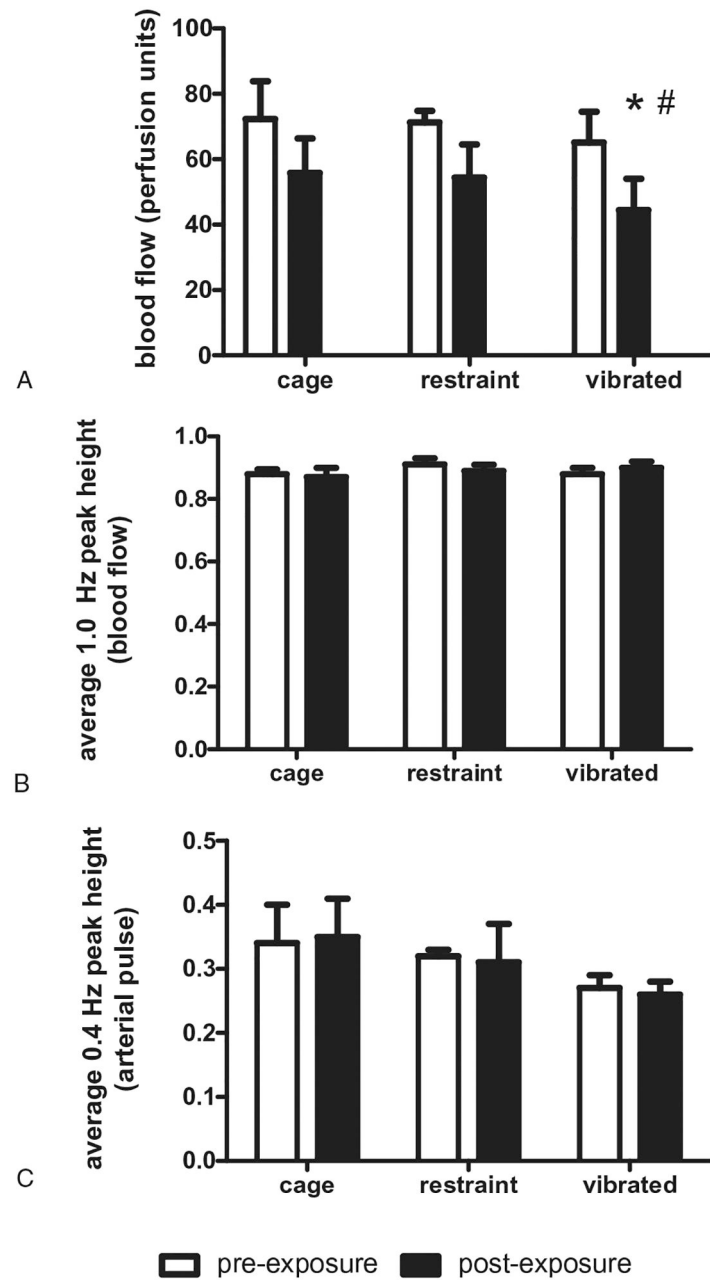 blood flow (perfusion units)
100
80
60
40
20
0
* #
cage restraint vibrated
A
average 1.0 Hz peak height
(blood flow)
1.0
0.8
0.6
0.4
0.2
0.0
cage restraint vibrated
B
average 0.4 Hz peak height
(arterial pulse)
0.5
0.4
0.3
0.2
0.1
0.0
cage restraint vibrated
C
pre-exposure post-exposure